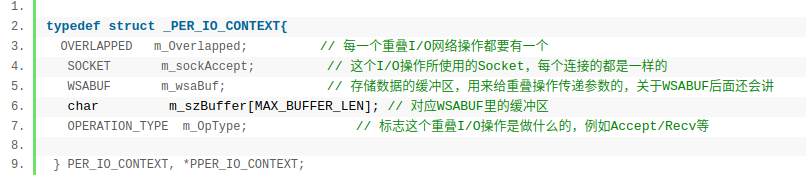 1.
2. typedef struct _PER_IO_CONTEXT{
3. OVERLAPPED m_Overlapped; // 每一个重叠I/O网络操作都要有一个
4. SOCKET m_sockAccept; // 这个I/O操作所使用的Socket，每个连接的都是一样的
5. WSABUF m_wsaBuf; // 存储数据的缓冲区，用来给重叠操作传递参数的，关于WSABUF后面还会讲
6. char m_szBuffer[MAX_BUFFER_LEN]; // 对应WSABUF里的缓冲区
7. OPERATION_TYPE m_OpType; // 标志这个重叠I/O操作是做什么的，例如Accept/Recv等
8.
9. } PER_IO_CONTEXT, *PPER_IO_CONTEXT;